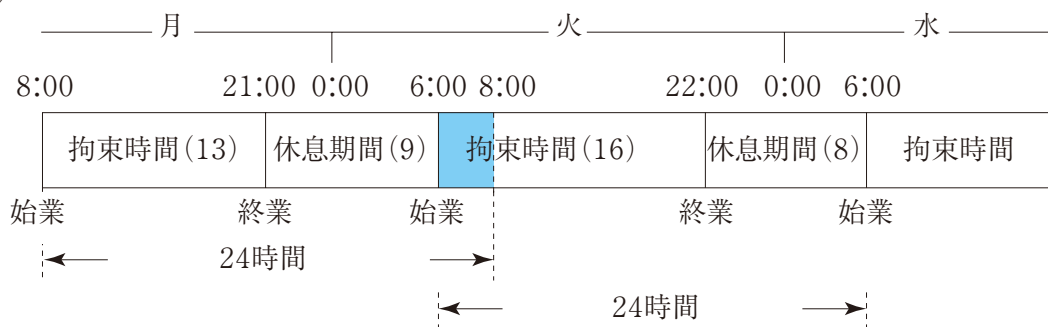 月 火 水
8:00 21:00 0:00 6:00 8:00 22:00 0:00 6:00
拘束時間(13) 休息期間(9) 拘束時間(16) 休息期間(8) 拘束時間
始業 終業 始業 終業 始業
24時間
24時間